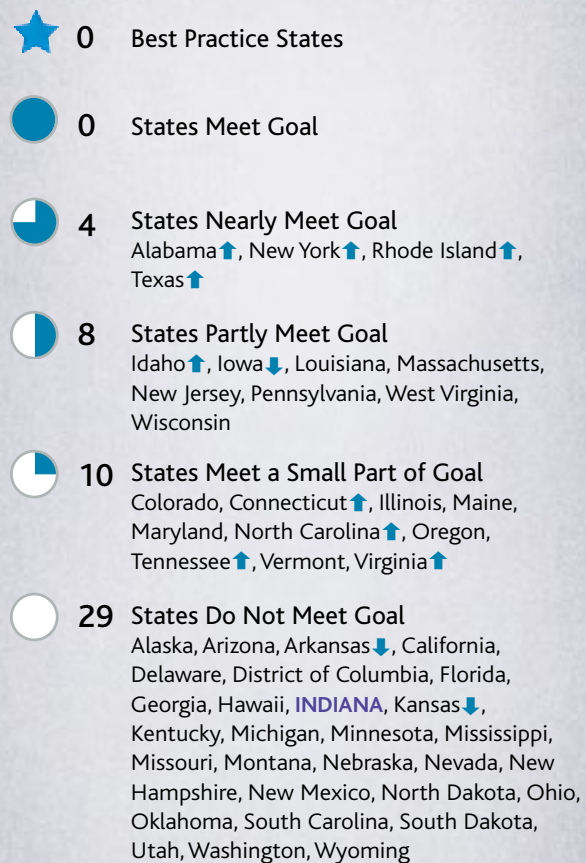 0 Best Practice States
0 States Meet Goal
4 States Nearly Meet Goal
Alabama⬆, New York⬆, Rhode Island⬆,
Texas⬆
8 States Partly Meet Goal
Idaho⬆, Iowa⬇, Louisiana, Massachusetts,
New Jersey, Pennsylvania, West Virginia,
Wisconsin
10 States Meet a Small Part of Goal
Colorado, Connecticut⬆, Illinois, Maine,
Maryland, North Carolina⬆, Oregon,
Tennessee⬆, Vermont, Virginia⬆
29 States Do Not Meet Goal
Alaska, Arizona, Arkansas⬇, California,
Delaware, District of Columbia, Florida,
Georgia, Hawaii, INDIANA, Kansas⬇,
Kentucky, Michigan, Minnesota, Mississippi,
Missouri, Montana, Nebraska, Nevada, New
Hampshire, New Mexico, North Dakota, Ohio,
Oklahoma, South Carolina, South Dakota,
Utah, Washington, Wyoming